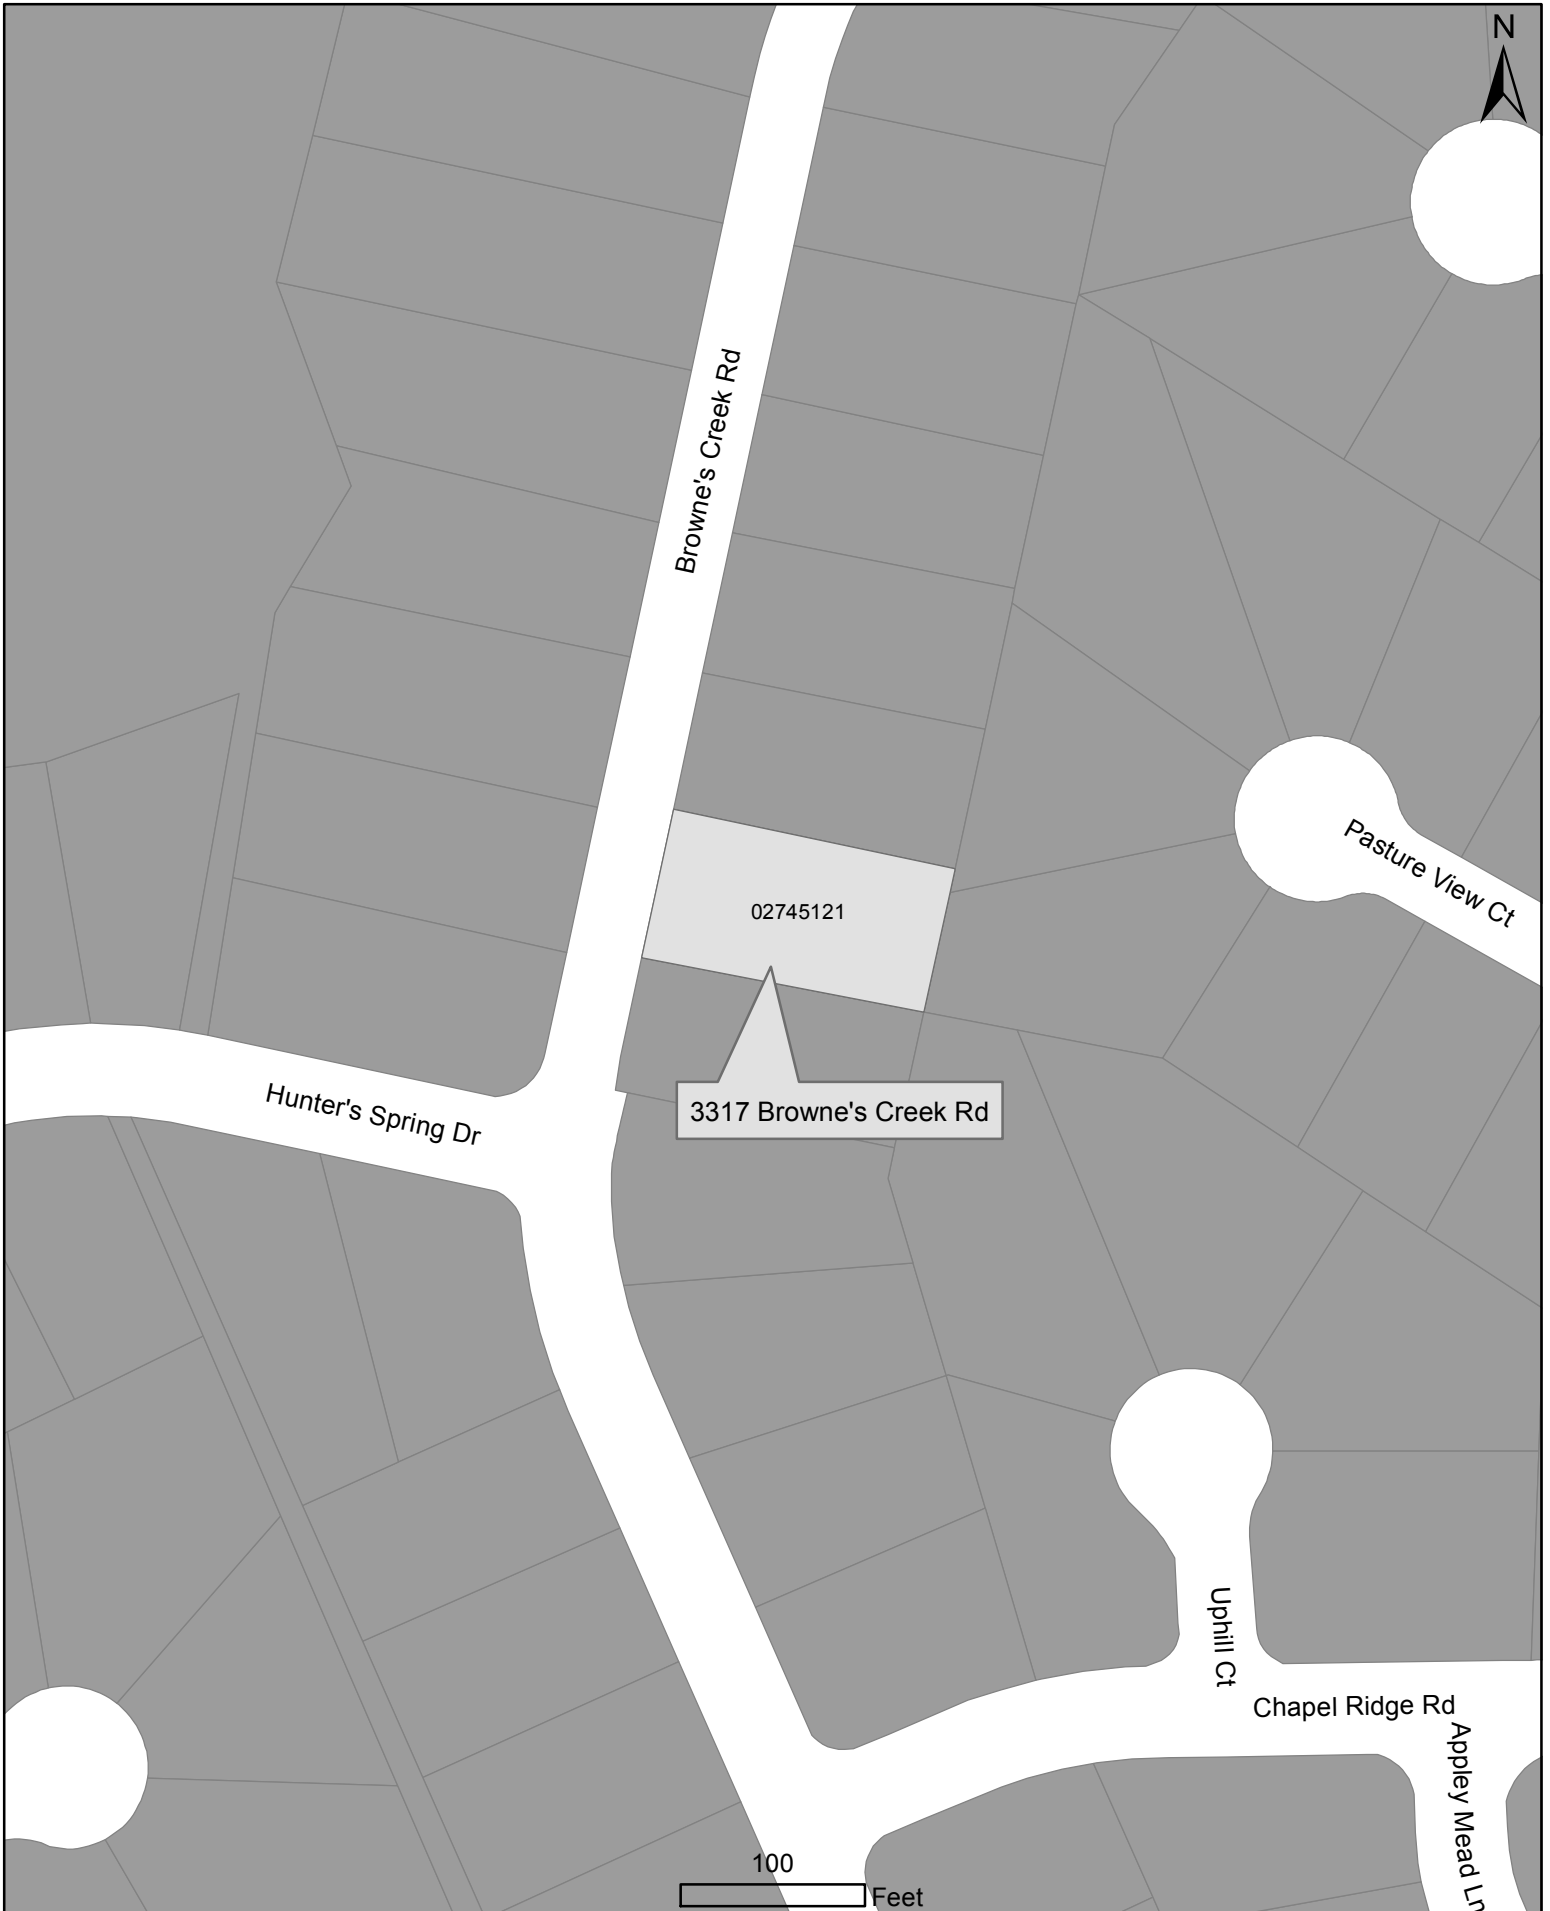 N
Browne's Creek Rd
Pasture View Ct
02745121
3317 Browne's Creek Rd
Hunter's Spring Dr
Uphill Ct
Chapel Ridge Rd
Appley Mead Ln
100
Feet